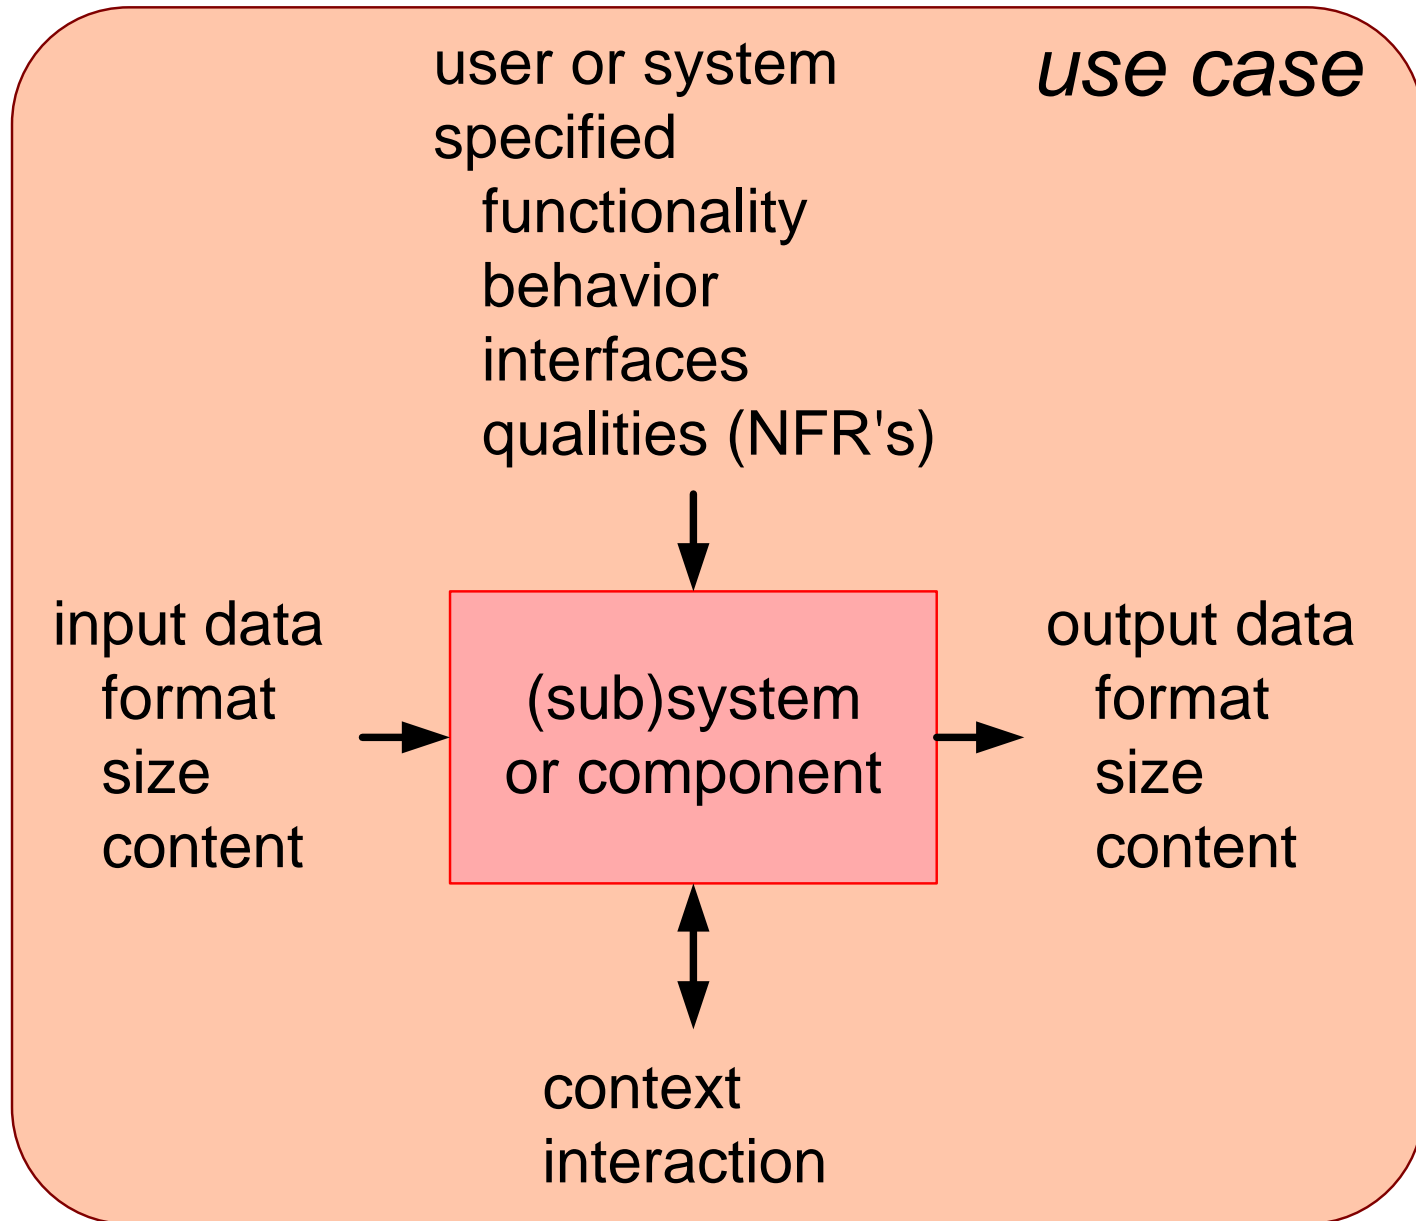 use case
user or system
specified
functionality
behavior
interfaces
qualities (NFR's)
input data
format
size
content
(sub)system
or component
output data
format
size
content
context
interaction